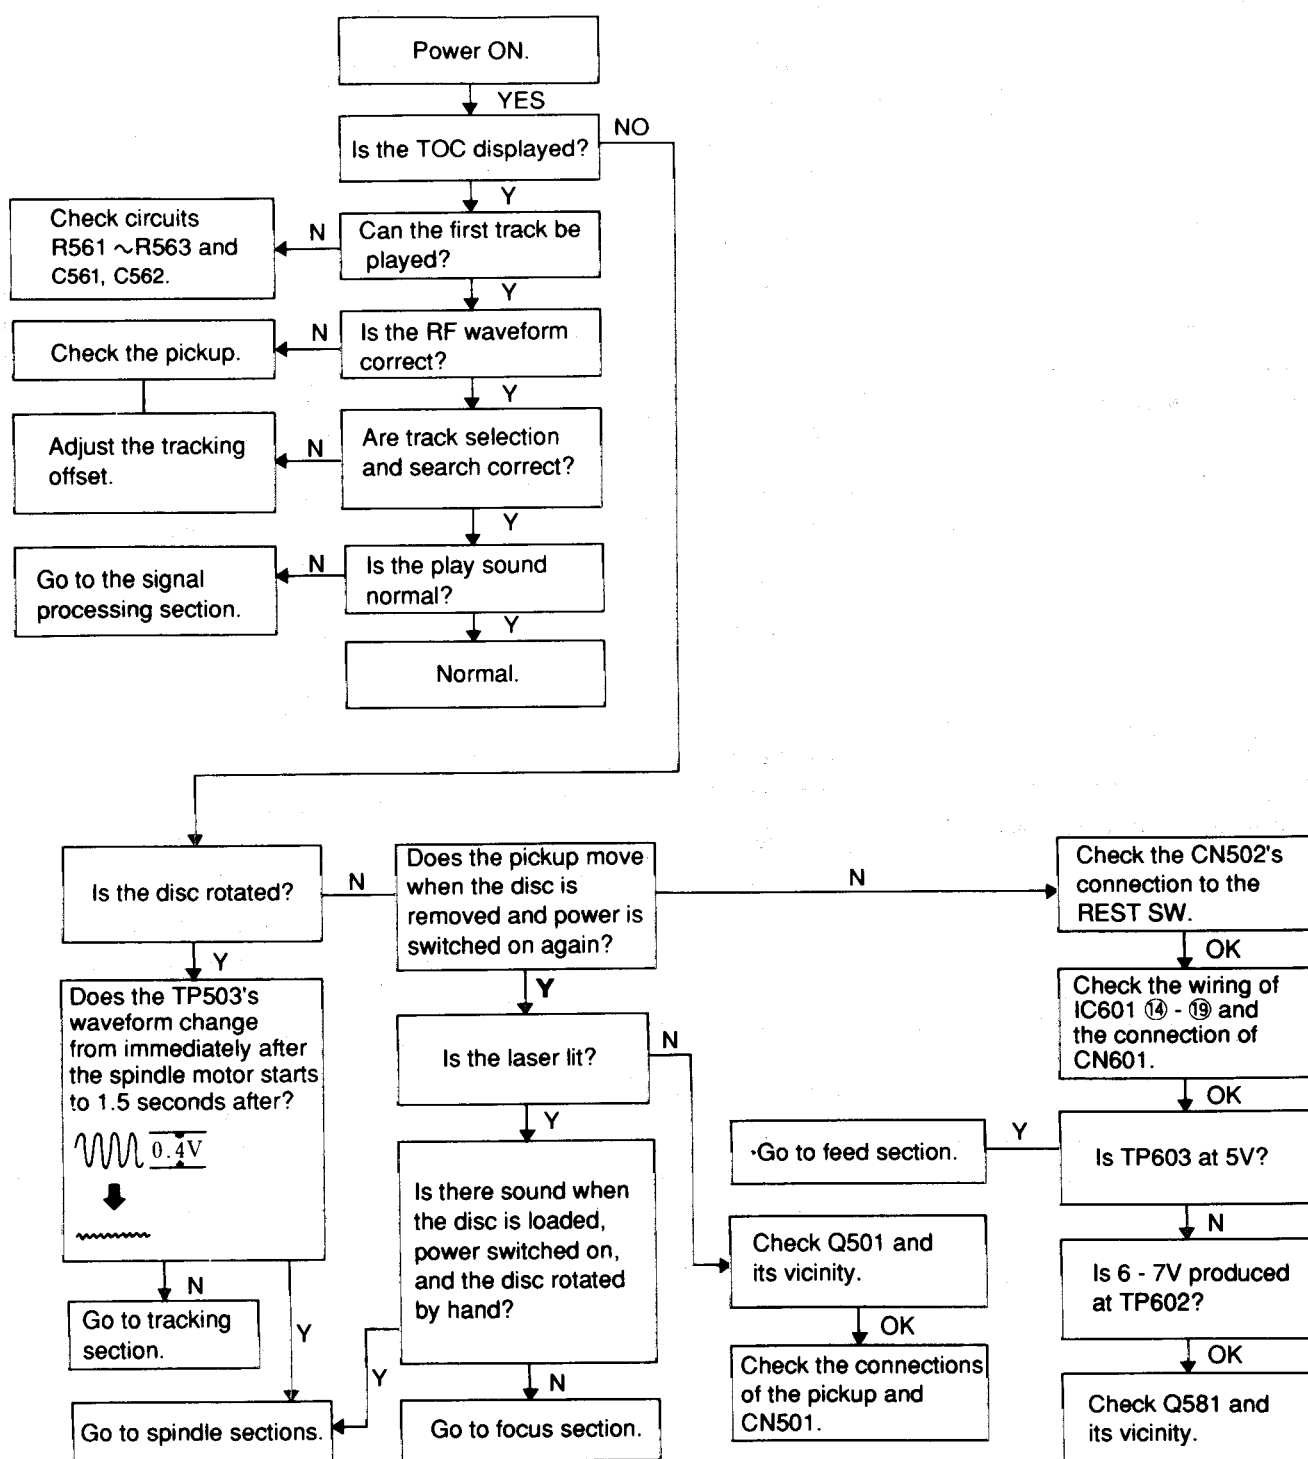 Power ON.
YES
Is the TOC displayed?
NO
Y
Check circuits
R561 ~R563 and
C561, C562.
N
Can the first track be
played?
Y
Check the pickup.
N
Is the RF waveform
correct?
Y
Adjust the tracking
offset.
N
Are track selection
and search correct?
Y
Go to the signal
processing section.
N
Is the play sound
normal?
Y
Normal.
Is the disc rotated?
N
Does the pickup move
when the disc is
removed and power is
switched on again?
N
Check the CN502's
connection to the
REST SW.
Y
Y
OK
Does the TP503's
waveform change
from immediately after
the spindle motor starts
to 1.5 seconds after?
0.4V
Is the laser lit?
N
Check the wiring of
IC601 ⑭ - ⑲ and
the connection of
CN601.
Y
OK
Go to feed section.
Y
Is TP603 at 5V?
Is there sound when
the disc is loaded,
power switched on,
and the disc rotated
by hand?
N
Check Q501 and
its vicinity.
Is 6 - 7V produced
at TP602?
N
Go to tracking
section.
Y
Y
OK
OK
N
Check the connections
of the pickup and
CN501.
Go to spindle sections.
Go to focus section.
Check Q581 and
its vicinity.